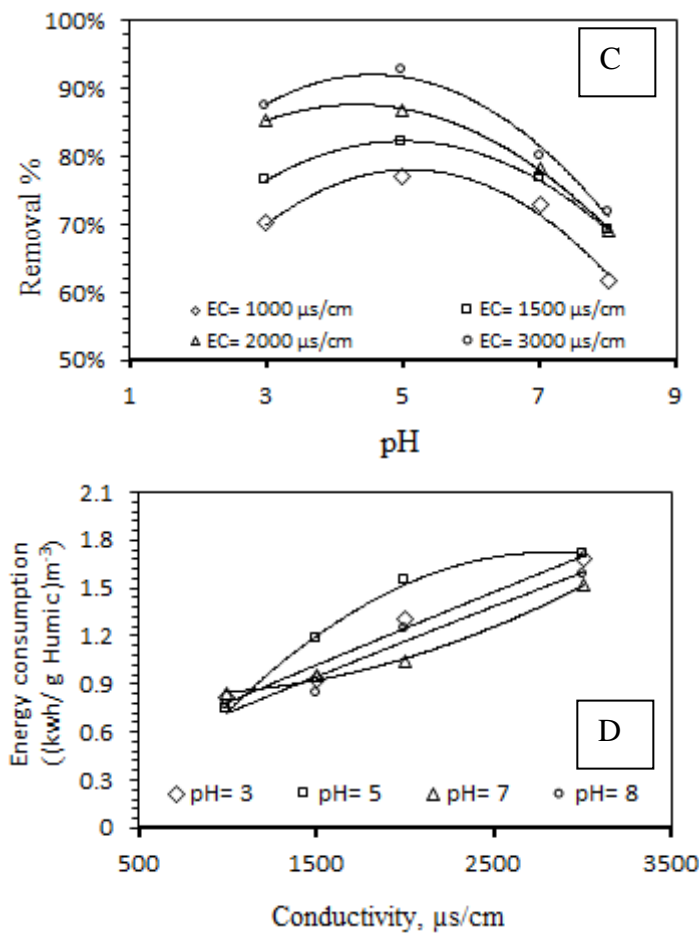 C
100%
90%
80%
70%
60%
50%
Removal %
EC= 1000 µs/cm
EC= 1500 µs/cm
EC= 2000 µs/cm
EC= 3000 µs/cm
1
3
5
7
9
pH
D
2.1
1.8
1.5
1.2
0.9
0.6
0.3
0
Energy consumption
((kwh/ g Humic)m-³)
pH= 3
pH= 5
pH= 7
pH= 8
500
1500
2500
3500
Conductivity, µs/cm